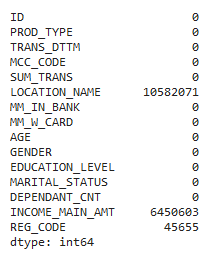 ID 0
PROD_TYPE 0
TRANS_DTTM 0
MCC_CODE 0
SUM_TRANS 0
LOCATION_NAME 10582071
MM_IN_BANK 0
MM_W_CARD 0
AGE 0
GENDER 0
EDUCATION_LEVEL 0
MARITAL_STATUS 0
DEPENDANT_CNT 0
INCOME_MAIN_AMT 6450603
REG_CODE 45655
dtype: int64